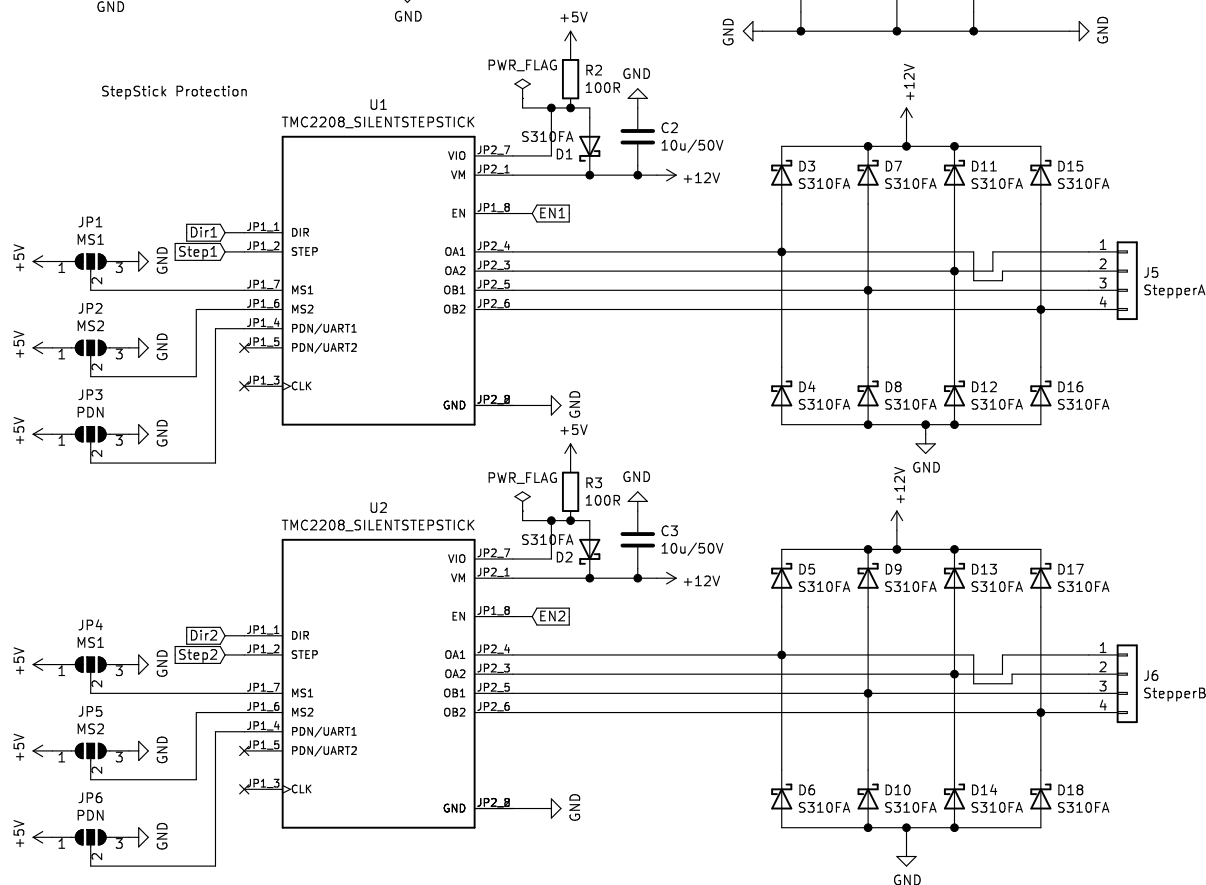 GND
GND
GND
GND
StepStick Protection
+5V
PWR_FLAG
R2
100R
GND
C2
10u/50V
S310FA
D1
+12V
U1
TMC2208_SILENTSTEPSTICK
VIO JP2_7
VM JP2_1
EN JP1_8 EN1
OA1 JP2_4
OA2 JP2_3
OB1 JP2_5
OB2 JP2_6
GND GND
Dir1 JP1_1 DIR
Step1 JP1_2 STEP
JP1_7 MS1
JP1_6 MS2
JP1_4 PDN/UART1
JP1_5 PDN/UART2
JP1_3 CLK
JP1
MS1
+5V 1 2 3 GND
JP2
MS2
+5V 1 2 3 GND
JP3
PDN
+5V 1 2 3 GND
+12V
D3
S310FA
D7
S310FA
D11
S310FA
D15
S310FA
1
2
3
4
J5
StepperA
D4
S310FA
D8
S310FA
D12
S310FA
D16
S310FA
GND
+5V
PWR_FLAG
R3
100R
GND
C3
10u/50V
S310FA
D2
+12V
U2
TMC2208_SILENTSTEPSTICK
VIO JP2_7
VM JP2_1
EN JP1_8 EN2
OA1 JP2_4
OA2 JP2_3
OB1 JP2_5
OB2 JP2_6
GND GND
Dir2 JP1_1 DIR
Step2 JP1_2 STEP
JP1_7 MS1
JP1_6 MS2
JP1_4 PDN/UART1
JP1_5 PDN/UART2
JP1_3 CLK
JP4
MS1
+5V 1 2 3 GND
JP5
MS2
+5V 1 2 3 GND
JP6
PDN
+5V 1 2 3 GND
+12V
D5
S310FA
D9
S310FA
D13
S310FA
D17
S310FA
1
2
3
4
J6
StepperB
D6
S310FA
D10
S310FA
D14
S310FA
D18
S310FA
GND